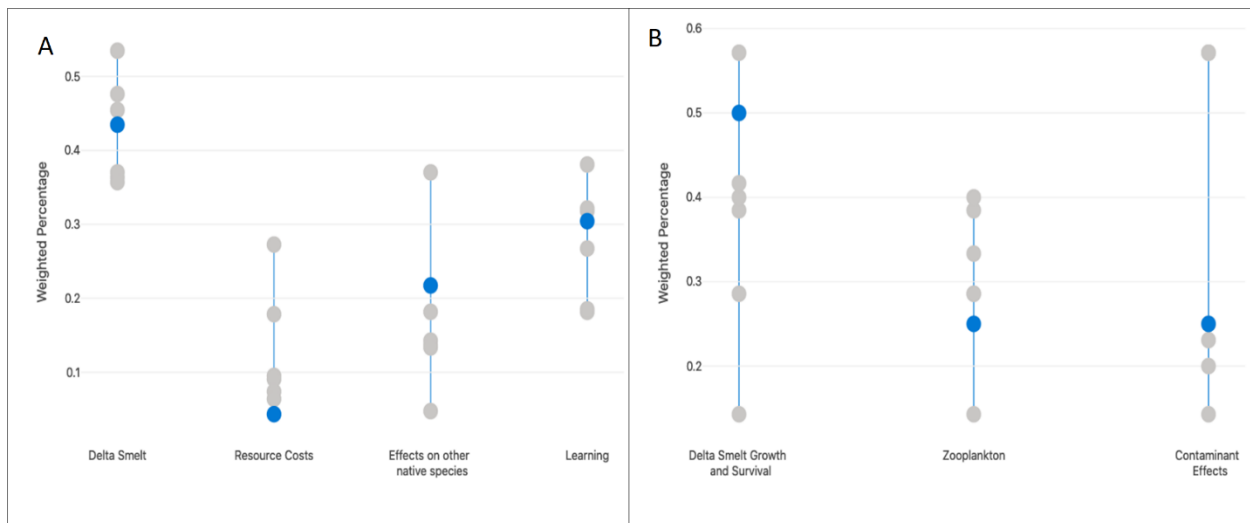 A
Weighted Percentage
0.5
0.4
0.3
0.2
0.1
Delta Smelt
Resource Costs
Effects on other
native species
Learning
B
Weighted Percentage
0.6
0.5
0.4
0.3
0.2
Delta Smelt Growth
and Survival
Zooplankton
Contaminant
Effects